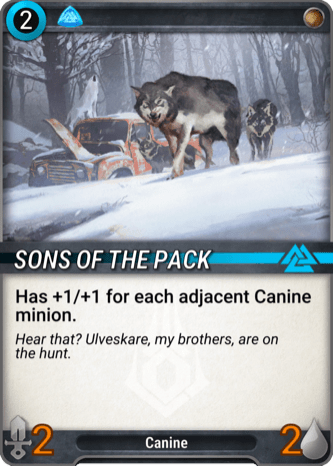 2
SONS OF THE PACK
Has +1/+1 for each adjacent Canine
minion.
Hear that? Ulveskare, my brothers, are on
the hunt.
2 Canine 2